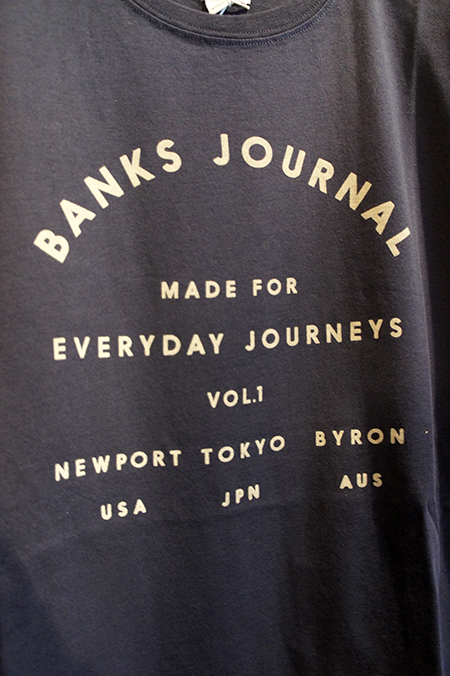 BANKS JOURNAL
MADE FOR
EVERYDAY JOURNEYS
VOL.1
NEWPORT TOKYO BYRON
USA JPN AUS